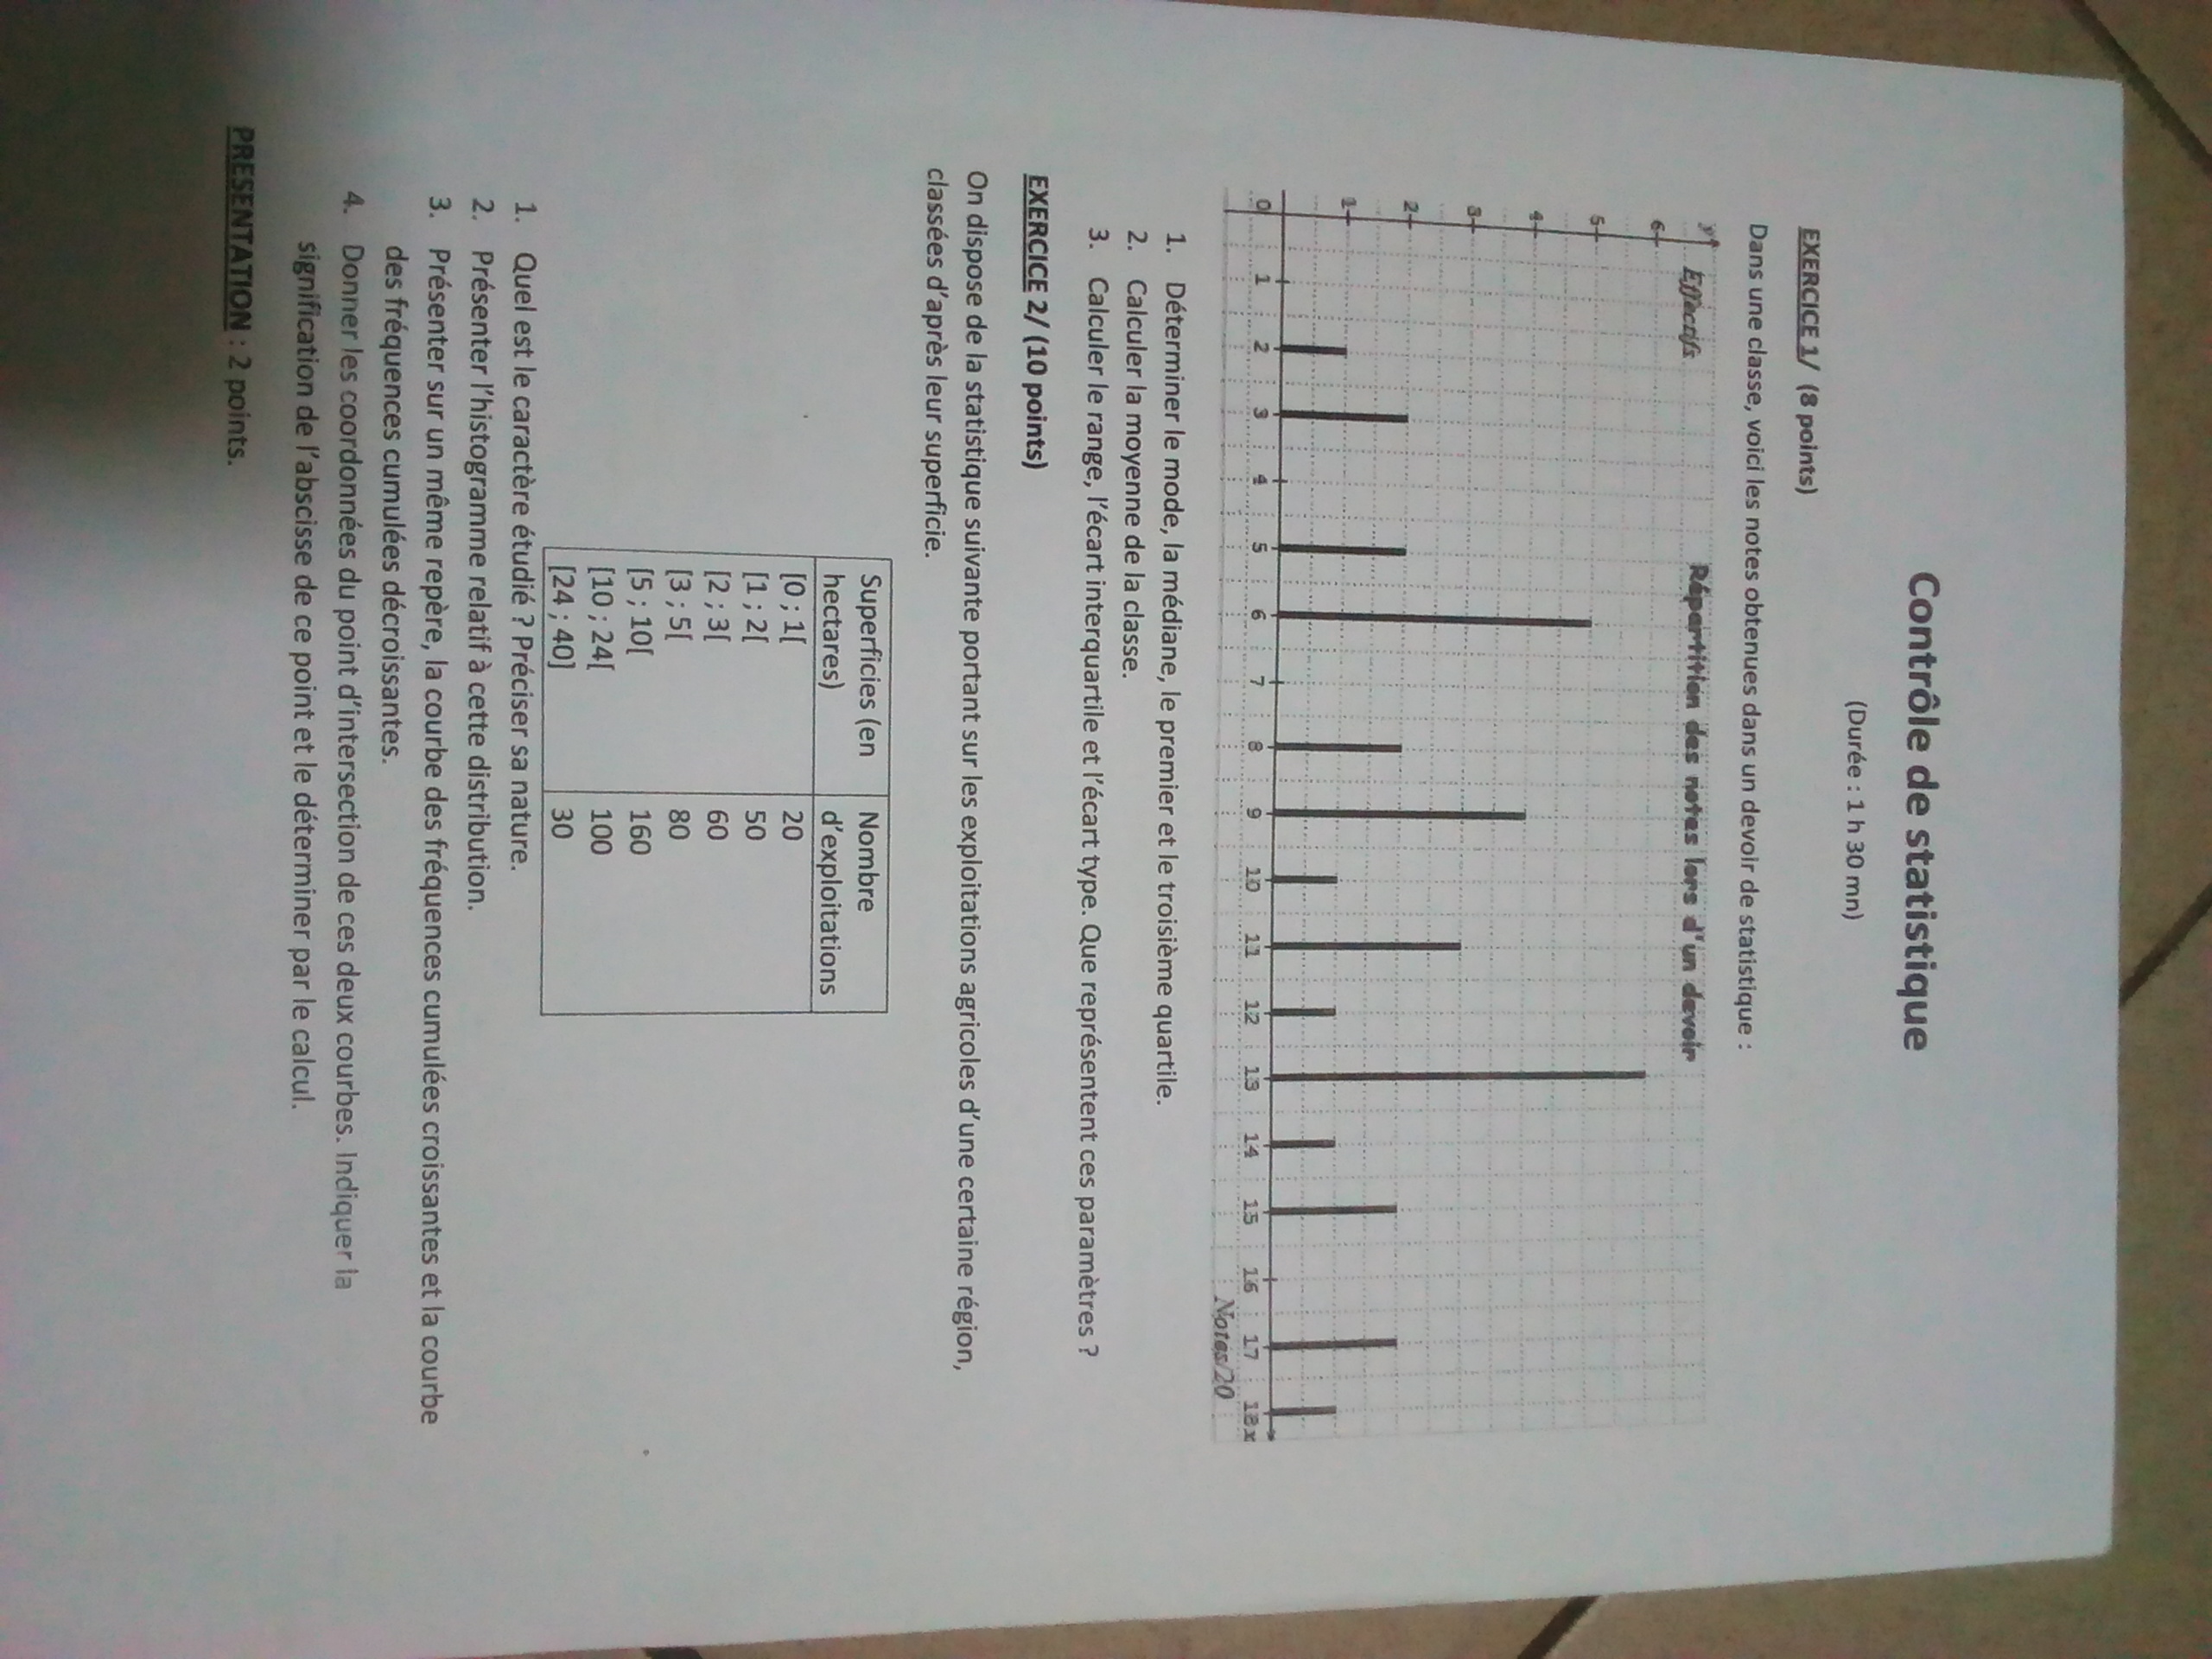 Contrôle de statistique
(Durée : 1 h 30 mn)
EXERCICE 1/ (8 points)
Dans une classe, voici les notes obtenues dans un devoir de statistique :
y Effectifs Répartition des notes lors d'un devoir
6
5
4
3
2
1
0 1 2 3 4 5 6 7 8 9 10 11 12 13 14 15 16 17 18 x
Notes/20
1. Déterminer le mode, la médiane, le premier et le troisième quartile.
2. Calculer la moyenne de la classe.
3. Calculer le range, l'écart interquartile et l'écart type. Que représentent ces paramètres ?
EXERCICE 2/ (10 points)
On dispose de la statistique suivante portant sur les exploitations agricoles d'une certaine région,
classées d'après leur superficie.
Superficies (en Nombre
hectares) d'exploitations
[0 ; 1[ 20
[1 ; 2[ 50
[2 ; 3[ 60
[3 ; 5[ 80
[5 ; 10[ 160
[10 ; 24[ 100
[24 ; 40] 30
1. Quel est le caractère étudié ? Préciser sa nature.
2. Présenter l'histogramme relatif à cette distribution.
3. Présenter sur un même repère, la courbe des fréquences cumulées croissantes et la courbe
des fréquences cumulées décroissantes.
4. Donner les coordonnées du point d'intersection de ces deux courbes. Indiquer la
signification de l'abscisse de ce point et le déterminer par le calcul.
PRESENTATION : 2 points.